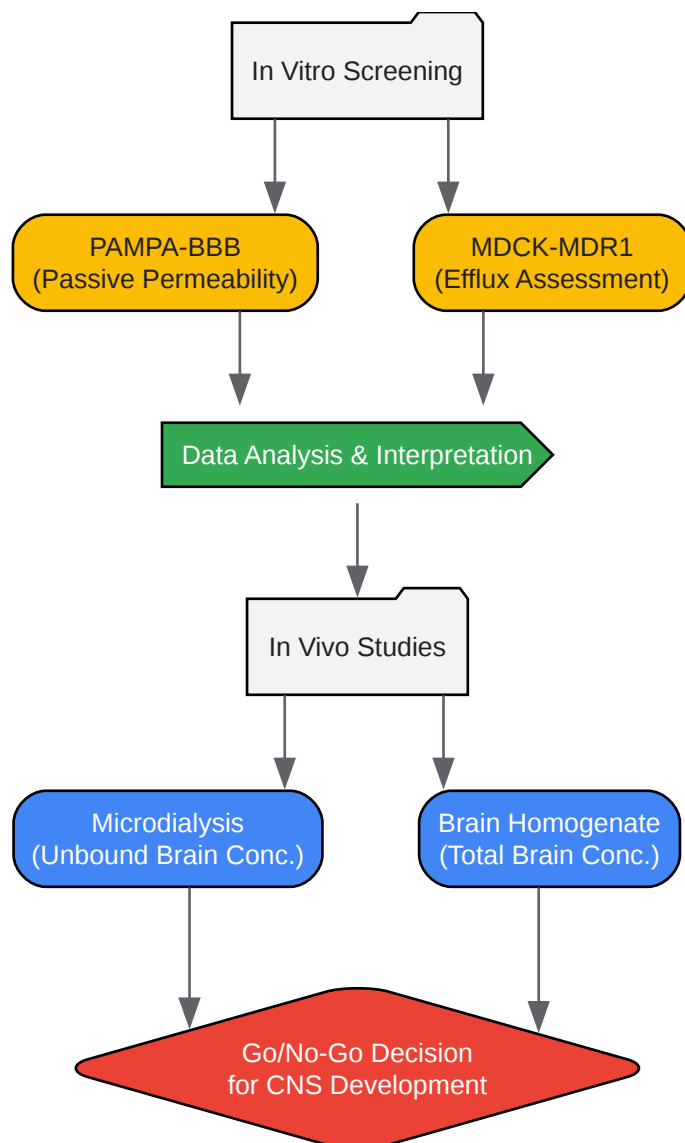 In Vitro Screening
PAMPA-BBB
(Passive Permeability)
MDCK-MDR1
(Efflux Assessment)
Data Analysis & Interpretation
In Vivo Studies
Microdialysis
(Unbound Brain Conc.)
Brain Homogenate
(Total Brain Conc.)
Go/No-Go Decision
for CNS Development